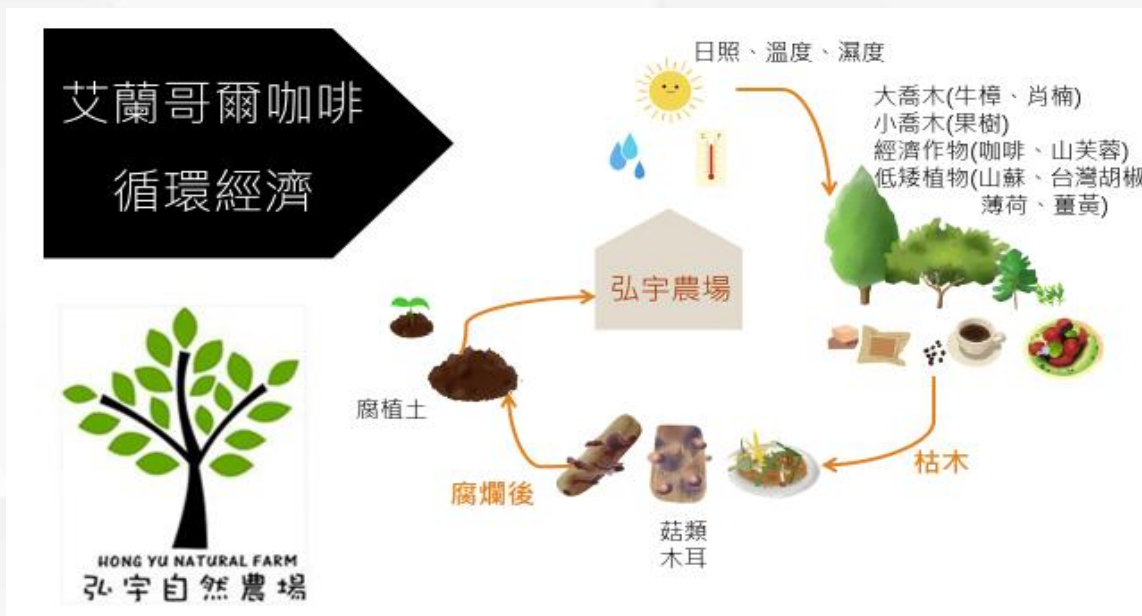 艾蘭哥爾咖啡
循環經濟
日照、溫度、濕度
大喬木(牛樟、肖楠)
小喬木(果樹)
經濟作物(咖啡、山芙蓉)
低矮植物(山蘇、台灣胡椒
薄荷、薑黃)
弘宇農場
腐植土
枯木
腐爛後
菇類
木耳
HONG YU NATURAL FARM
弘宇自然農場